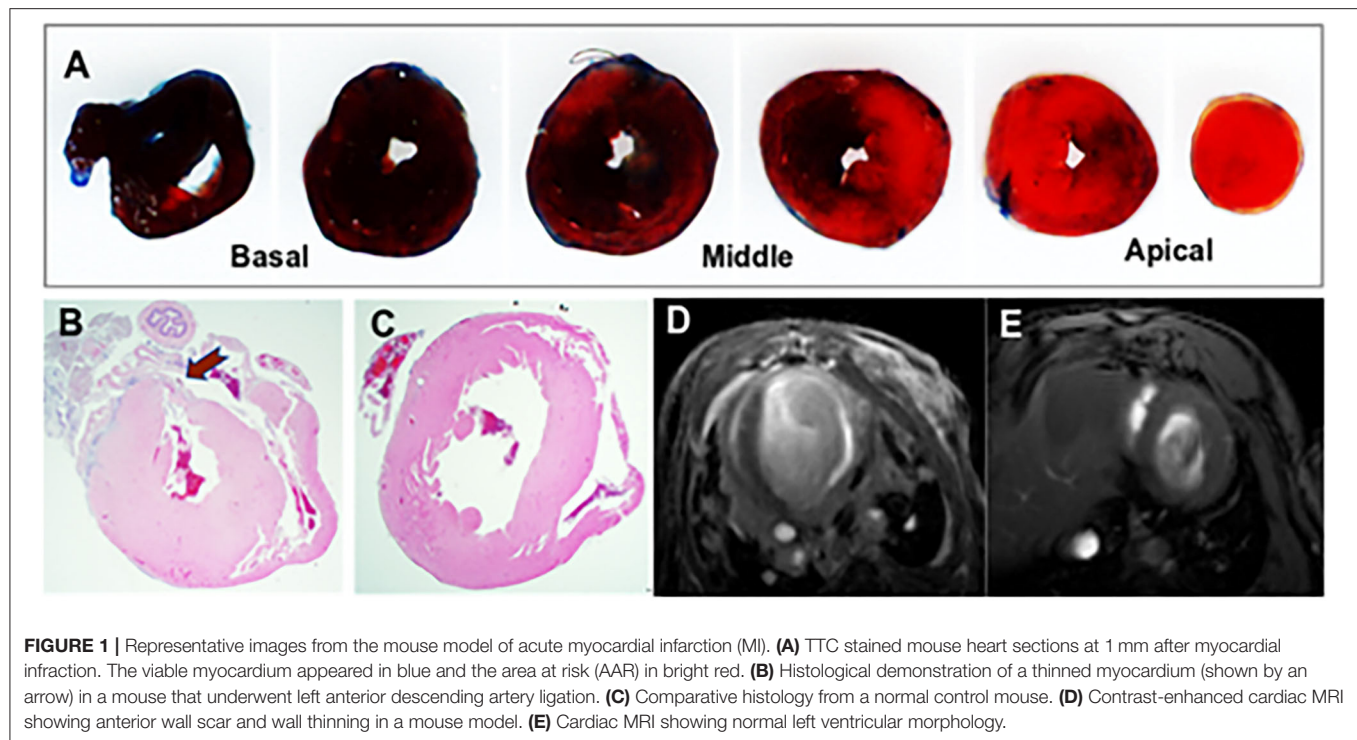 A
Basal
Middle
Apical
B
C
D
E
FIGURE 1 | Representative images from the mouse model of acute myocardial infarction (MI). (A) TTC stained mouse heart sections at 1 mm after myocardial
infraction. The viable myocardium appeared in blue and the area at risk (AAR) in bright red. (B) Histological demonstration of a thinned myocardium (shown by an
arrow) in a mouse that underwent left anterior descending artery ligation. (C) Comparative histology from a normal control mouse. (D) Contrast-enhanced cardiac MRI
showing anterior wall scar and wall thinning in a mouse model. (E) Cardiac MRI showing normal left ventricular morphology.